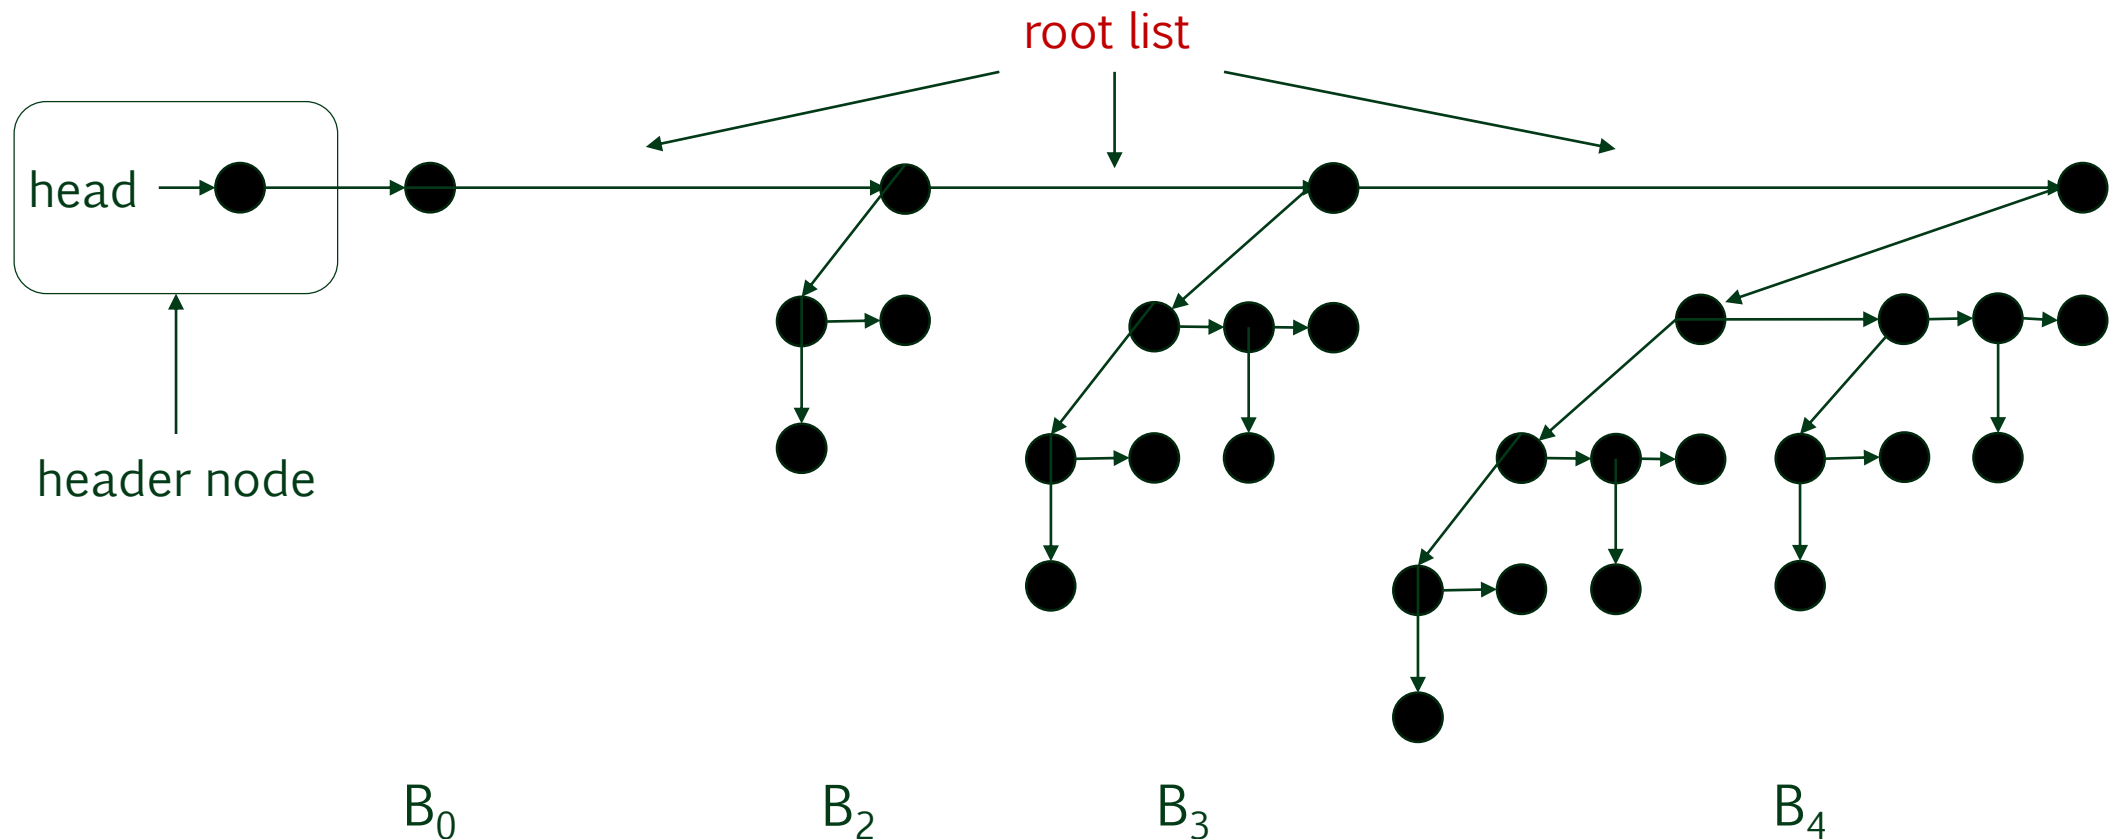 root list
head
header node
B₀ B₂ B₃ B₄